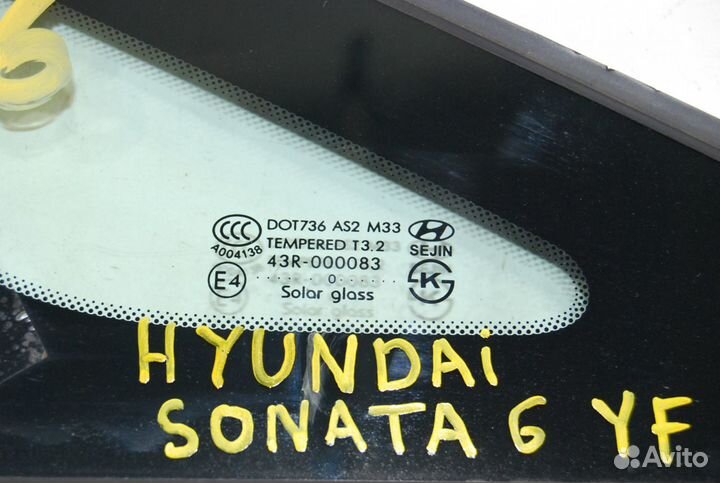 6
CCC
A004138
DOT736 AS2 M33
TEMPERED T3.2
43R-000083
. . . . . . 0 . . . .
Solar glass
E4
SEJIN
K
HYUNDAi
SONATA 6 YF
Avito